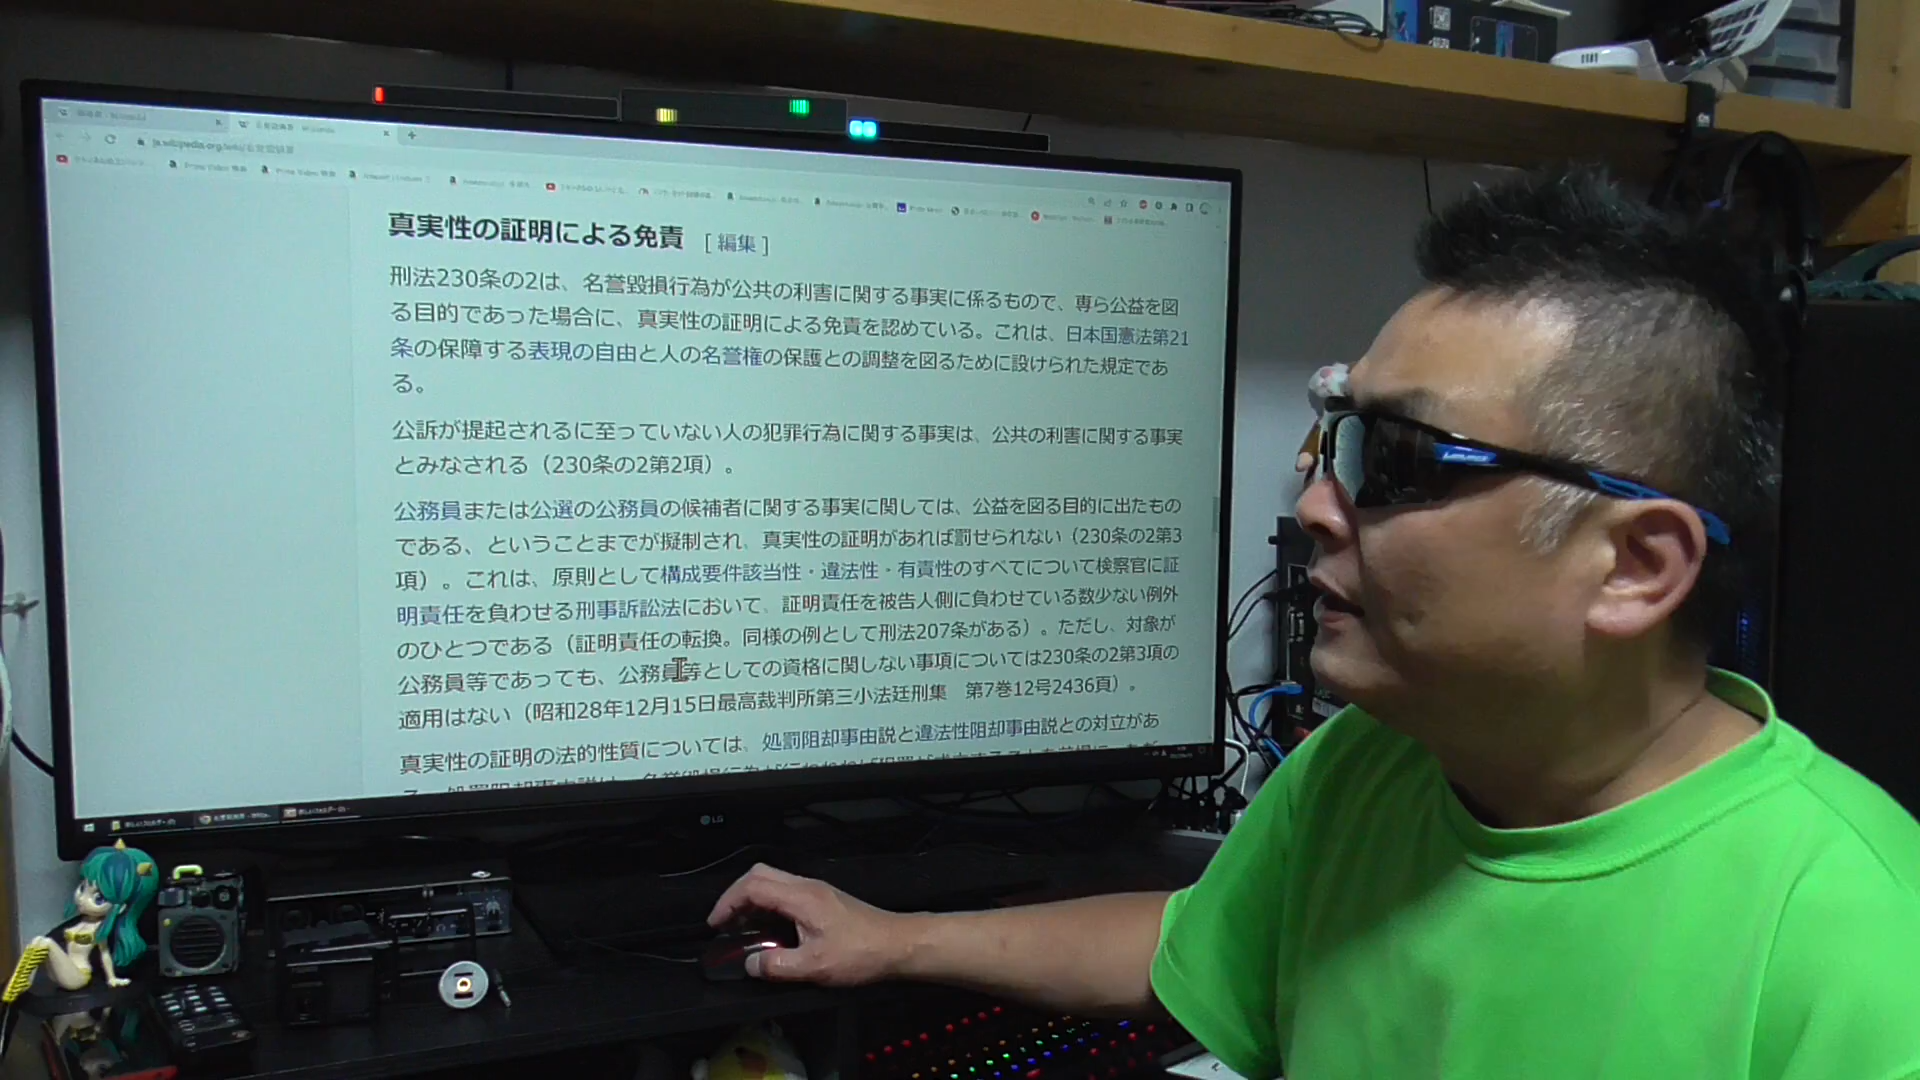 真実性の証明による免責 [編集]
刑法230条の2は、名誉毀損行為が公共の利害に関する事実に係るもので、専ら公益を図
る目的であった場合に、真実性の証明による免責を認めている。これは、日本国憲法第21
条の保障する表現の自由と人の名誉権の保護との調整を図るために設けられた規定であ
る。
公訴が提起されるに至っていない人の犯罪行為に関する事実は、公共の利害に関する事実
とみなされる（230条の2第2項）。
公務員または公選の公務員の候補者に関する事実に関しては、公益を図る目的に出たもの
である、ということまでが擬制され、真実性の証明があれば罰せられない（230条の2第3
項）。これは、原則として構成要件該当性・違法性・有責性のすべてについて検察官に証
明責任を負わせる刑事訴訟法において、証明責任を被告人側に負わせている数少ない例外
のひとつである（証明責任の転換。同様の例として刑法207条がある）。ただし、対象が
公務員等であっても、公務員等としての資格に関しない事項については230条の2第3項の
適用はない（昭和28年12月15日最高裁判所第三小法廷刑集　第7巻12号2436頁）。
真実性の証明の法的性質については、処罰阻却事由説と違法性阻却事由説との対立があ
LG